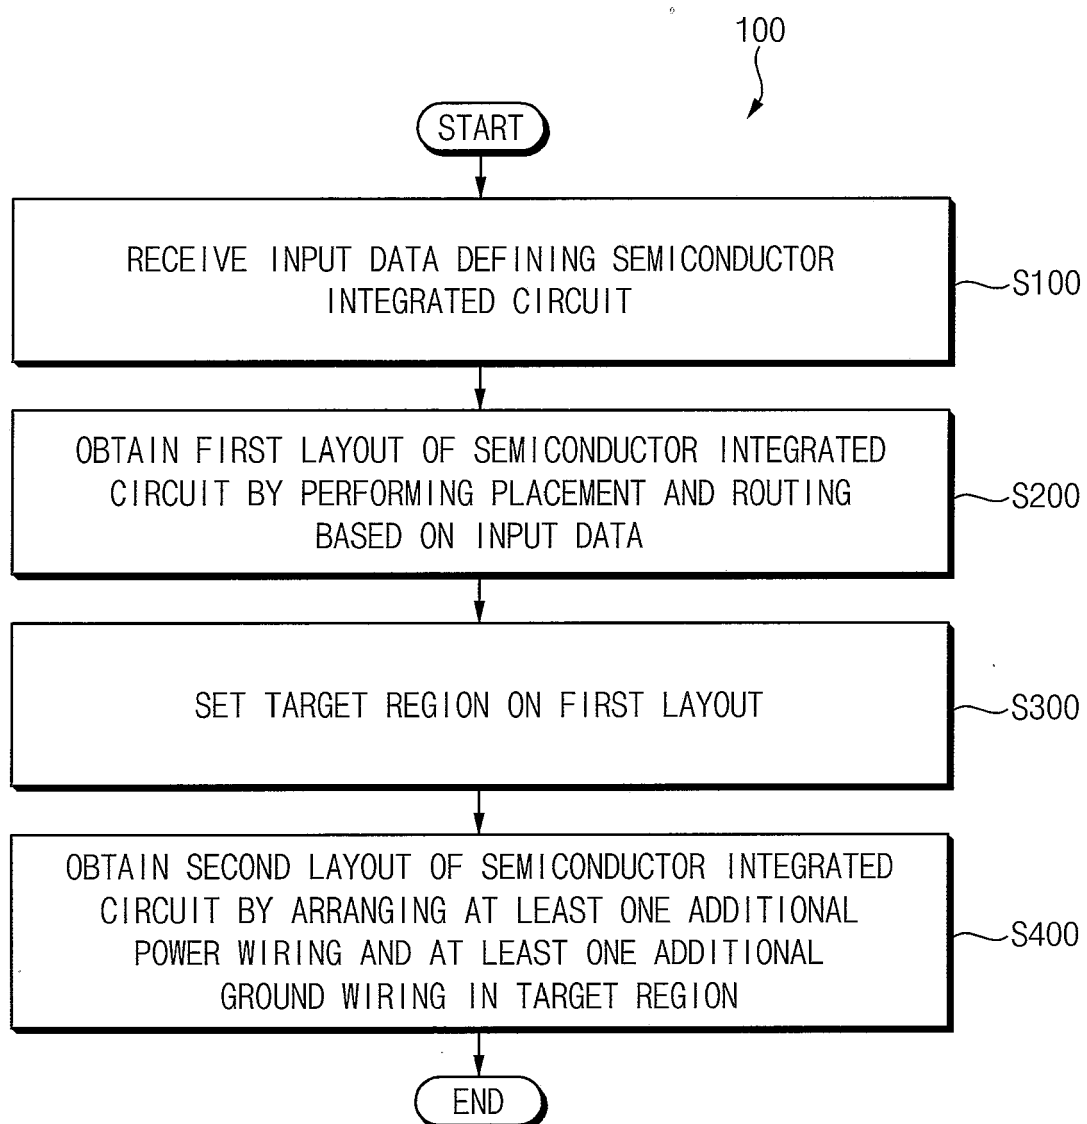 100
START
RECEIVE INPUT DATA DEFINING SEMICONDUCTOR
INTEGRATED CIRCUIT
S100
OBTAIN FIRST LAYOUT OF SEMICONDUCTOR INTEGRATED
CIRCUIT BY PERFORMING PLACEMENT AND ROUTING
BASED ON INPUT DATA
S200
SET TARGET REGION ON FIRST LAYOUT
S300
OBTAIN SECOND LAYOUT OF SEMICONDUCTOR INTEGRATED
CIRCUIT BY ARRANGING AT LEAST ONE ADDITIONAL
POWER WIRING AND AT LEAST ONE ADDITIONAL
GROUND WIRING IN TARGET REGION
S400
END